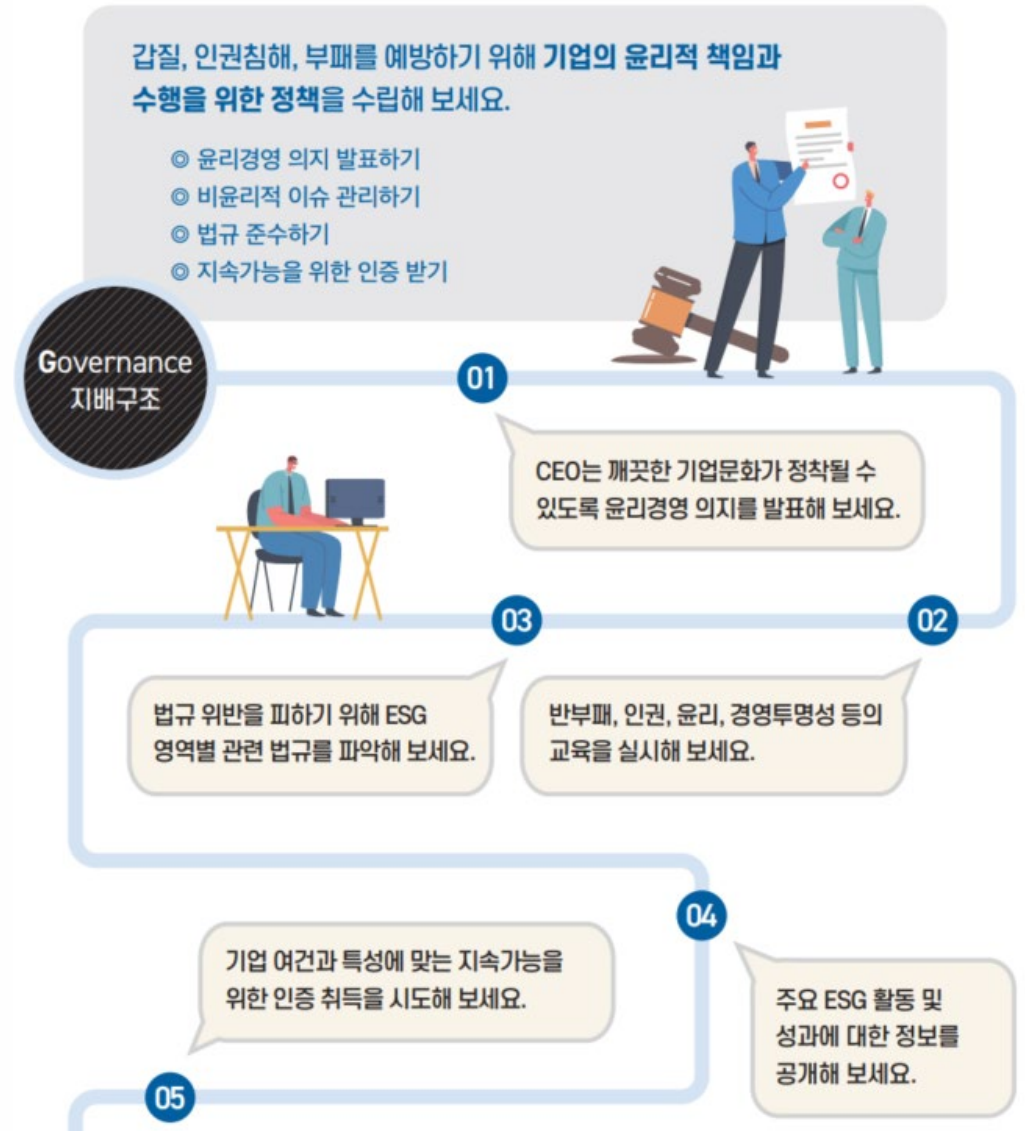 갑질, 인권침해, 부패를 예방하기 위해 기업의 윤리적 책임과
수행을 위한 정책을 수립해 보세요.
◎ 윤리경영 의지 발표하기
◎ 비윤리적 이슈 관리하기
◎ 법규 준수하기
◎ 지속가능을 위한 인증 받기
Governance
지배구조
01
CEO는 깨끗한 기업문화가 정착될 수
있도록 윤리경영 의지를 발표해 보세요.
02
반부패, 인권, 윤리, 경영투명성 등의
교육을 실시해 보세요.
03
법규 위반을 피하기 위해 ESG
영역별 관련 법규를 파악해 보세요.
04
주요 ESG 활동 및
성과에 대한 정보를
공개해 보세요.
05
기업 여건과 특성에 맞는 지속가능을
위한 인증 취득을 시도해 보세요.